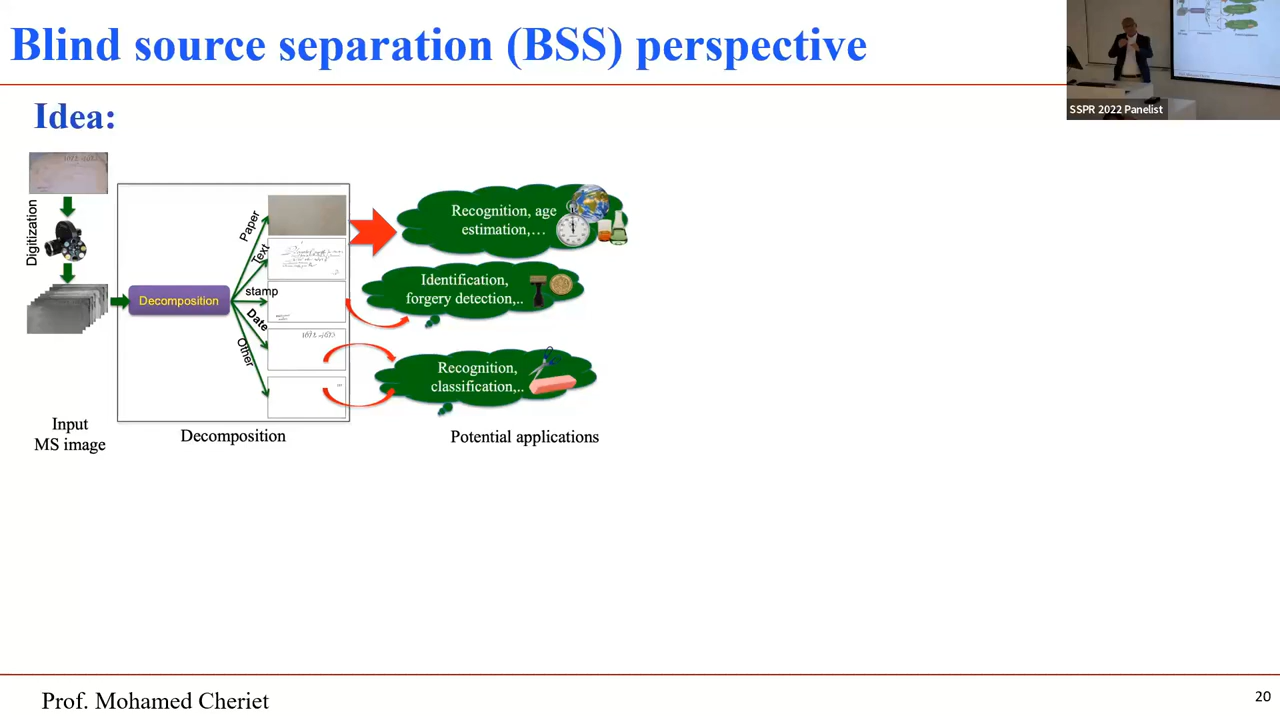 Blind source separation (BSS) perspective
SSPR 2022 Panelist
Idea:
Digitization
Input
MS image
Decomposition
Paper
Text
stamp
Date
Other
Decomposition
Recognition, age
estimation,...
Identification,
forgery detection,..
Recognition,
classification,..
Potential applications
Prof. Mohamed Cheriet
20